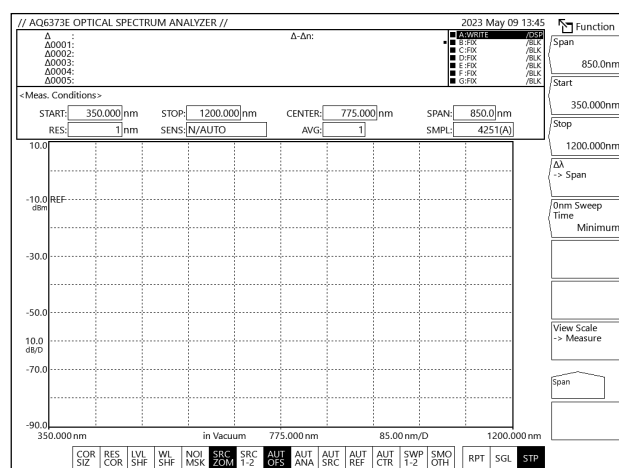 // AQ6373E OPTICAL SPECTRUM ANALYZER // 2023 May 09 13:45
Δ :
Δ0001:
Δ0002:
Δ0003:
Δ0004:
Δ0005:
Δ-Δn:
A:WRITE /DSP
B:FIX /BLK
C:FIX /BLK
D:FIX /BLK
E:FIX /BLK
F:FIX /BLK
G:FIX /BLK
<Meas. Conditions>
START: 350.000 nm STOP: 1200.000 nm CENTER: 775.000 nm SPAN: 850.0 nm
RES: 1 nm SENS: N/AUTO AVG: 1 SMPL: 4251(A)
10.0
-10.0 REF
dBm
-30.0
-50.0
10.0
dB/D
-70.0
-90.0
350.000 nm in Vacuum 775.000 nm 85.00 nm/D 1200.000 nm
COR SIZ
RES COR
LVL SHF
WL SHF
NOI MSK
SRC ZOM
SRC 1-2
AUT OFS
AUT ANA
AUT SRC
AUT REF
AUT CTR
SWP 1-2
SMO OTH
RPT
SGL
STP
Function
Span
850.0nm
Start
350.000nm
Stop
1200.000nm
Δλ
-> Span
0nm Sweep
Time
Minimum
View Scale
-> Measure
Span